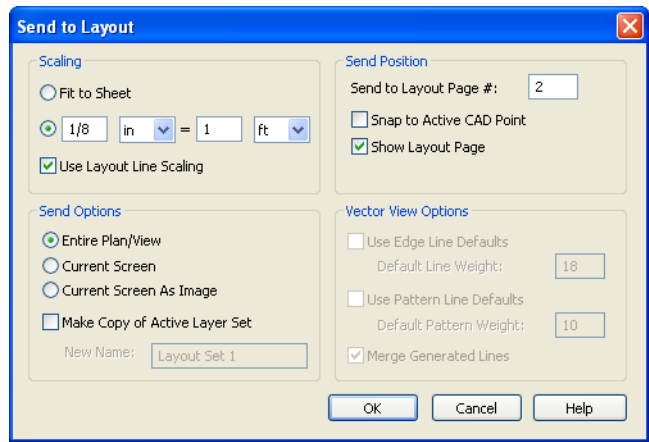 Send to Layout
Scaling
Fit to Sheet
1/8 in = 1 ft
Use Layout Line Scaling
Send Position
Send to Layout Page #: 2
Snap to Active CAD Point
Show Layout Page
Send Options
Entire Plan/View
Current Screen
Current Screen As Image
Make Copy of Active Layer Set
New Name: Layout Set 1
Vector View Options
Use Edge Line Defaults
Default Line Weight: 18
Use Pattern Line Defaults
Default Pattern Weight: 10
Merge Generated Lines
OK Cancel Help